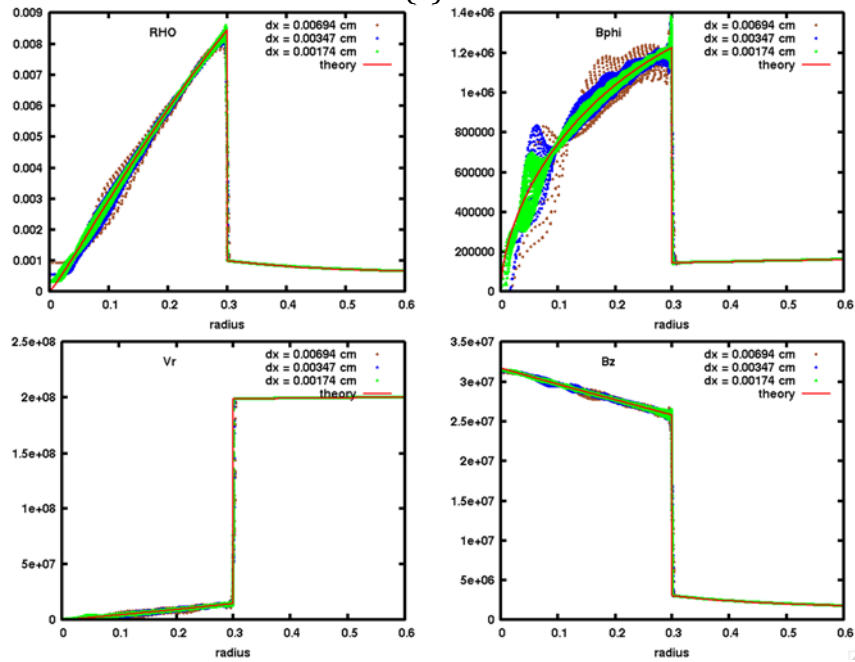 RHO
dx = 0.00694 cm
dx = 0.00347 cm
dx = 0.00174 cm
theory
0.009
0.008
0.007
0.006
0.005
0.004
0.003
0.002
0.001
0
0 0.1 0.2 0.3 0.4 0.5 0.6
radius
Bphi
dx = 0.00694 cm
dx = 0.00347 cm
dx = 0.00174 cm
theory
1.4e+06
1.2e+06
1e+06
800000
600000
400000
200000
0
0 0.1 0.2 0.3 0.4 0.5 0.6
radius
Vr
dx = 0.00694 cm
dx = 0.00347 cm
dx = 0.00174 cm
theory
2.5e+08
2e+08
1.5e+08
1e+08
5e+07
0
0 0.1 0.2 0.3 0.4 0.5 0.6
radius
Bz
dx = 0.00694 cm
dx = 0.00347 cm
dx = 0.00174 cm
theory
3.5e+07
3e+07
2.5e+07
2e+07
1.5e+07
1e+07
5e+06
0
0 0.1 0.2 0.3 0.4 0.5 0.6
radius